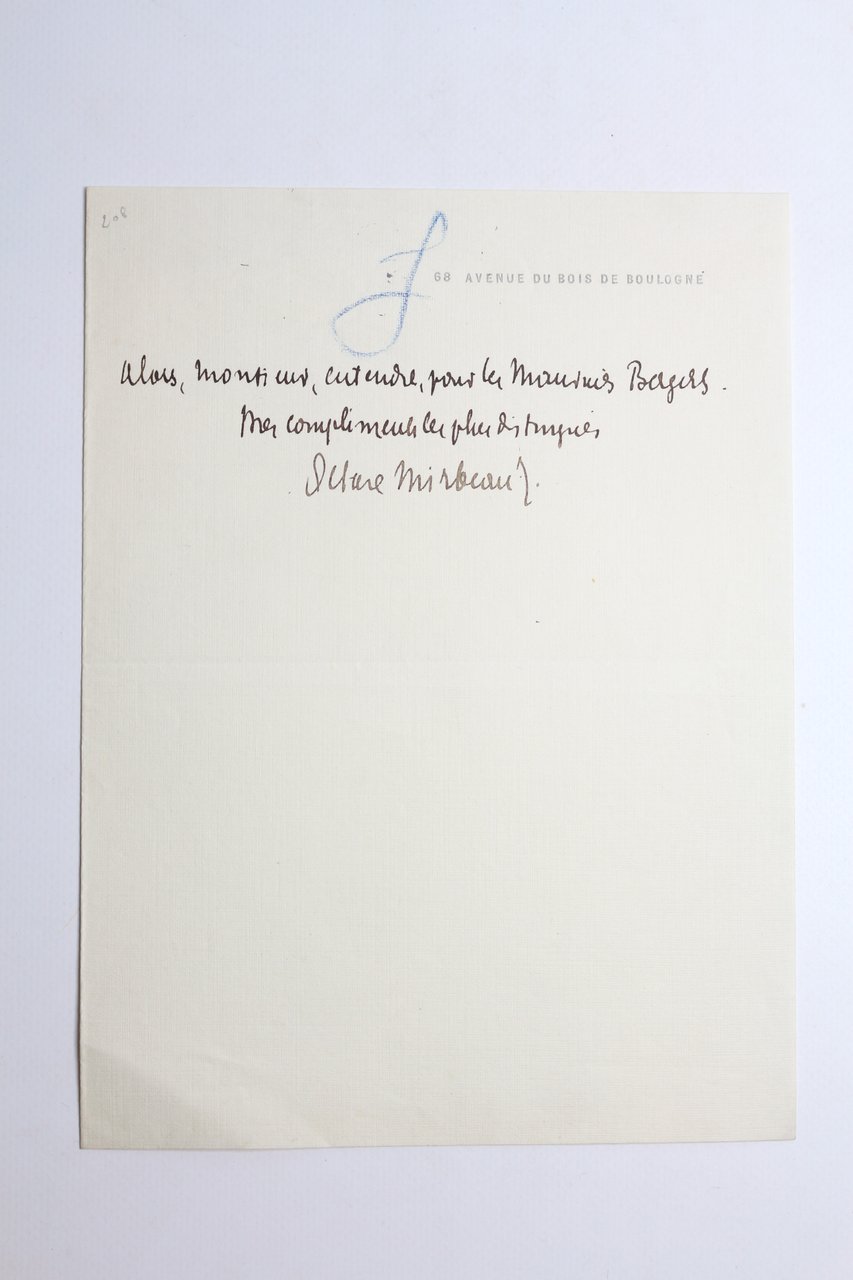 208
J
68 AVENUE DU BOIS DE BOULOGNE
Alors, Monsieur, entendu, pour les Mauvais Bergers.
Mes compliments les plus distingués
Octave Mirbeau